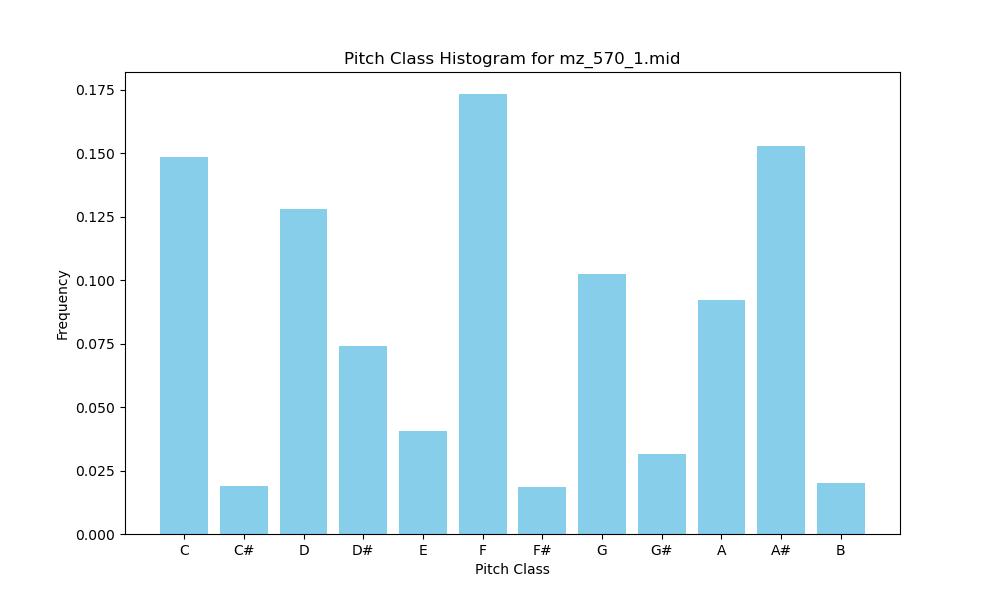 Pitch Class Histogram for mz_570_1.mid
0.175
0.150
0.125
0.100
0.075
0.050
0.025
0.000
Frequency
C C# D D# E F F# G G# A A# B
Pitch Class